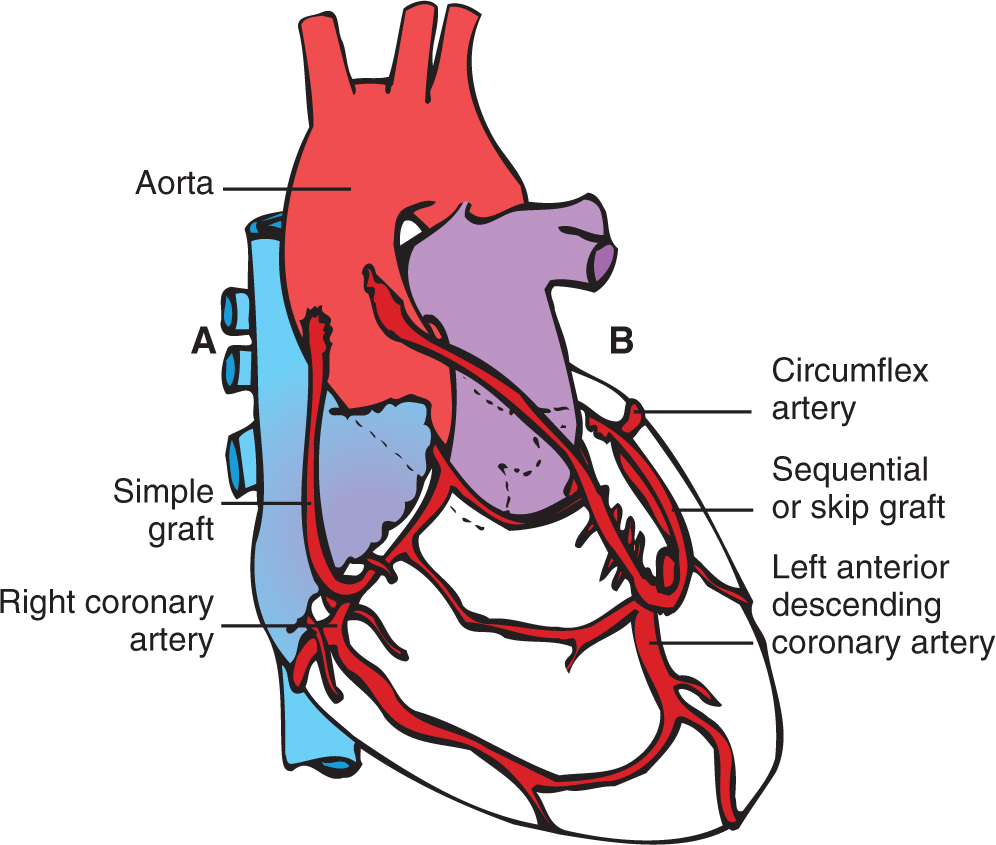 Aorta
A
B
Circumflex
artery
Simple
graft
Sequential
or skip graft
Right coronary
artery
Left anterior
descending
coronary artery